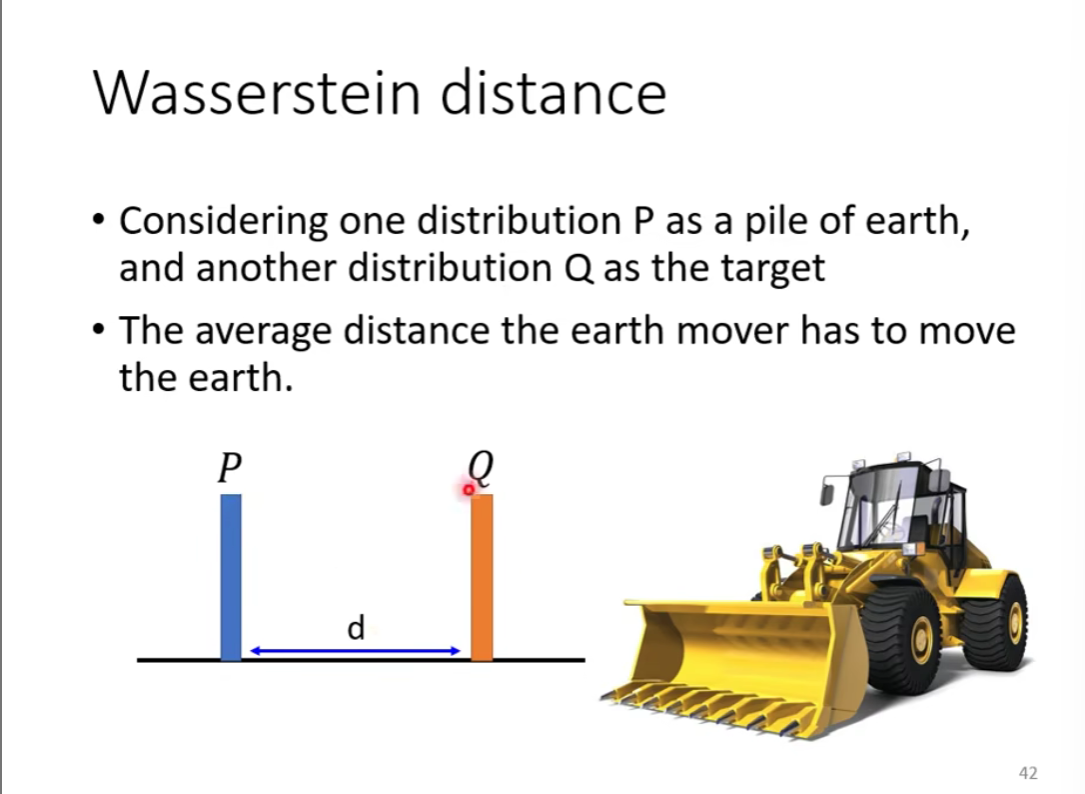 Wasserstein distance
• Considering one distribution P as a pile of earth,
and another distribution Q as the target
• The average distance the earth mover has to move
the earth.
P
Q
d
42